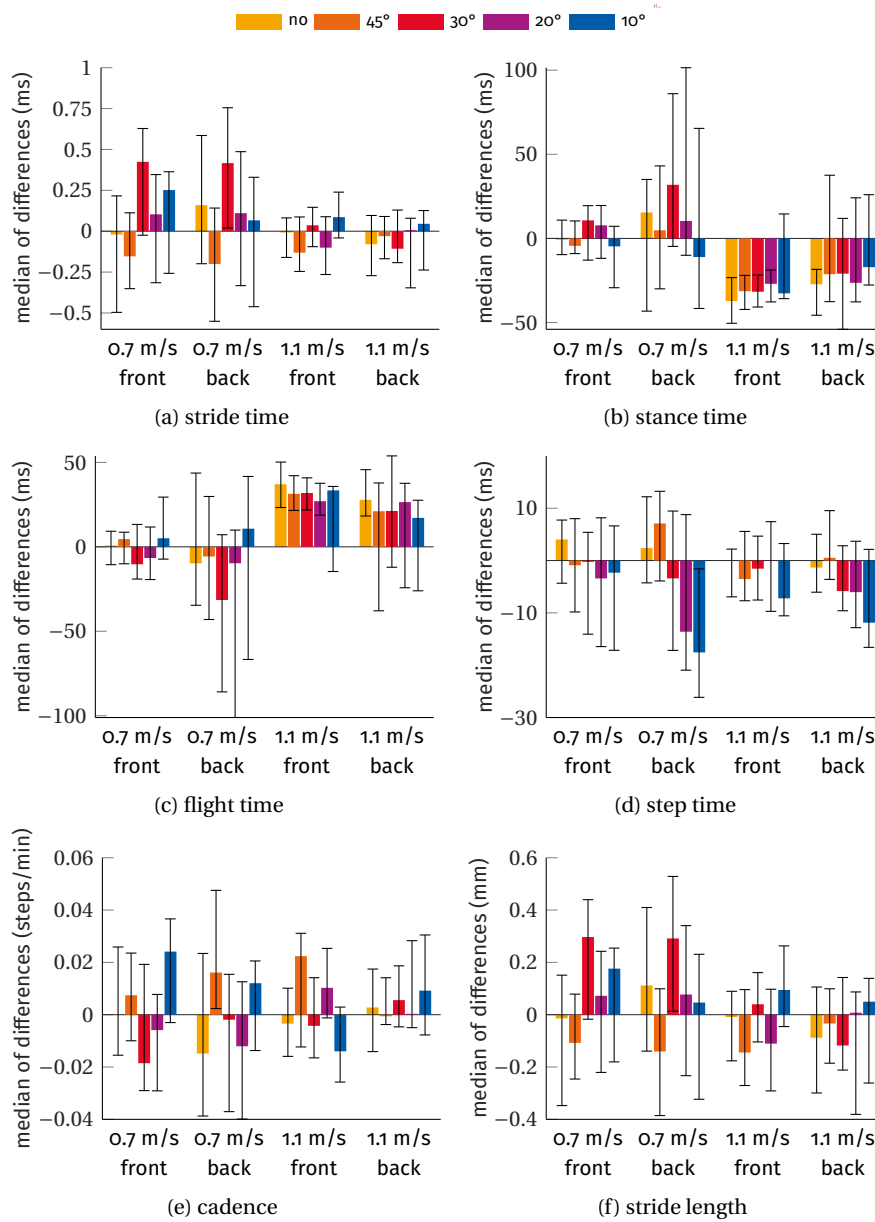 no 45° 30° 20° 10°
median of differences (ms)
1
0.75
0.5
0.25
0
−0.25
−0.5
0.7 m/s front
0.7 m/s back
1.1 m/s front
1.1 m/s back
(a) stride time
median of differences (ms)
100
50
0
−50
0.7 m/s front
0.7 m/s back
1.1 m/s front
1.1 m/s back
(b) stance time
median of differences (ms)
50
0
−50
−100
0.7 m/s front
0.7 m/s back
1.1 m/s front
1.1 m/s back
(c) flight time
median of differences (ms)
10
−10
−30
0.7 m/s front
0.7 m/s back
1.1 m/s front
1.1 m/s back
(d) step time
median of differences (steps/min)
0.06
0.04
0.02
0
−0.02
−0.04
0.7 m/s front
0.7 m/s back
1.1 m/s front
1.1 m/s back
(e) cadence
median of differences (mm)
0.6
0.4
0.2
0
−0.2
−0.4
0.7 m/s front
0.7 m/s back
1.1 m/s front
1.1 m/s back
(f) stride length